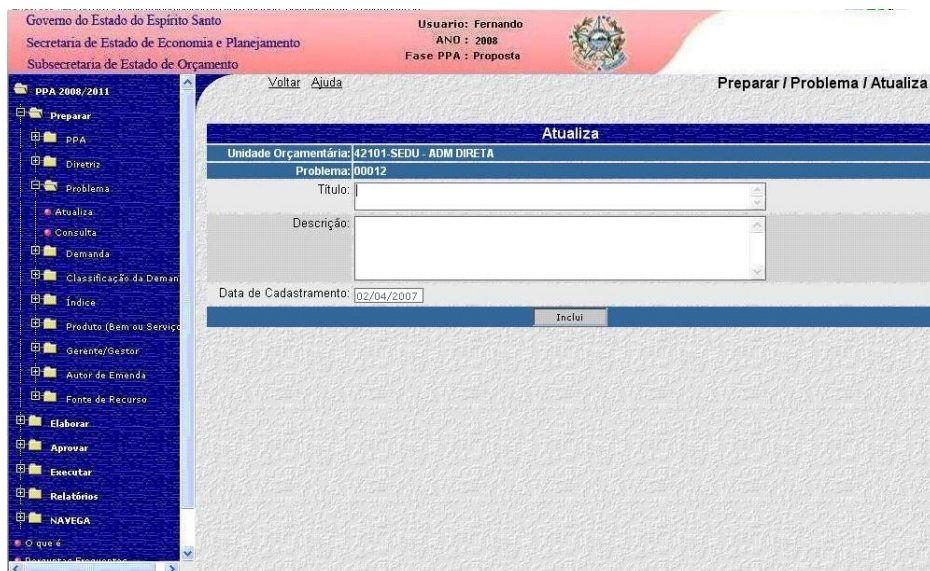 Governo do Estado do Espírito Santo
Secretaria de Estado de Economia e Planejamento
Subsecretaria de Estado de Orçamento
Usuario: Fernando
ANO : 2008
Fase PPA : Proposta
PPA 2008/2011
Preparar
PPA
Diretriz
Problema
Atualiza
Consulta
Demanda
Classificação da Deman
Índice
Produto (Bem ou Serviço
Gerente/Gestor
Autor de Emenda
Fonte de Recurso
Elaborar
Aprovar
Executar
Relatórios
NAVEGA
O que é
Perguntas Frequentes
Voltar Ajuda
Preparar / Problema / Atualiza
Atualiza
Unidade Orçamentária: 42101-SEDU - ADM DIRETA
Problema: 00012
Título:
Descrição:
Data de Cadastramento: 02/04/2007
Inclui